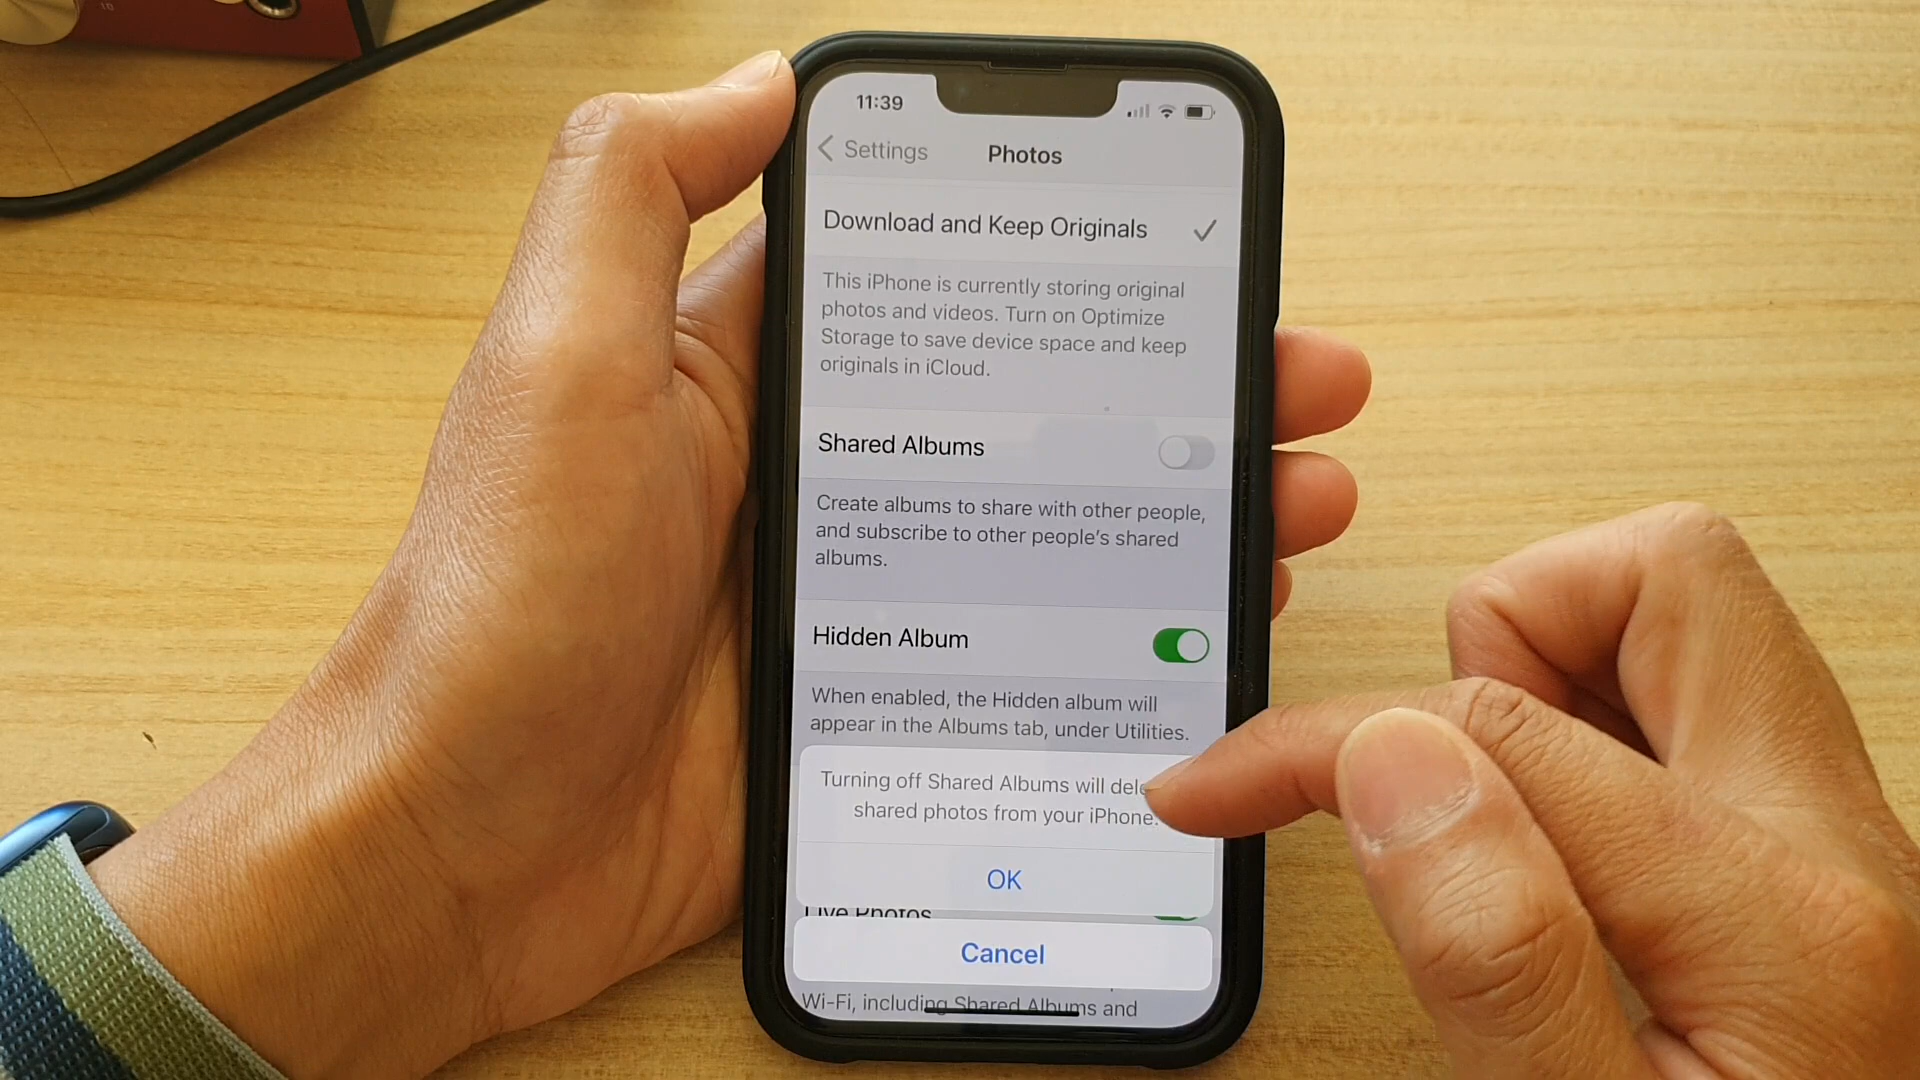 10
11:39
Settings
Photos
Download and Keep Originals
This iPhone is currently storing original
photos and videos. Turn on Optimize
Storage to save device space and keep
originals in iCloud.
Shared Albums
Create albums to share with other people,
and subscribe to other people's shared
albums.
Hidden Album
When enabled, the Hidden album will
appear in the Albums tab, under Utilities.
Turning off Shared Albums will
shared photos from your iPhone.
OK
Live Photos
Cancel
Wi-Fi, including Shared Albums and